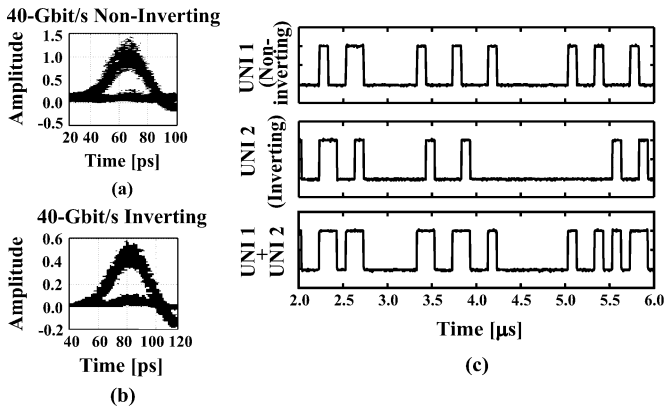 40-Gbit/s Non-Inverting
Amplitude
1.5
1.0
0.5
0.0
-0.5
20 40 60 80 100
Time [ps]
(a)
40-Gbit/s Inverting
Amplitude
0.6
0.4
0.2
0.0
-0.2
40 60 80 100 120
Time [ps]
(b)
UNI 1
(Non-
inverting)
UNI 2
(Inverting)
UNI 1
+
UNI 2
2.0 2.5 3.0 3.5 4.0 4.5 5.0 5.5 6.0
Time [μs]
(c)